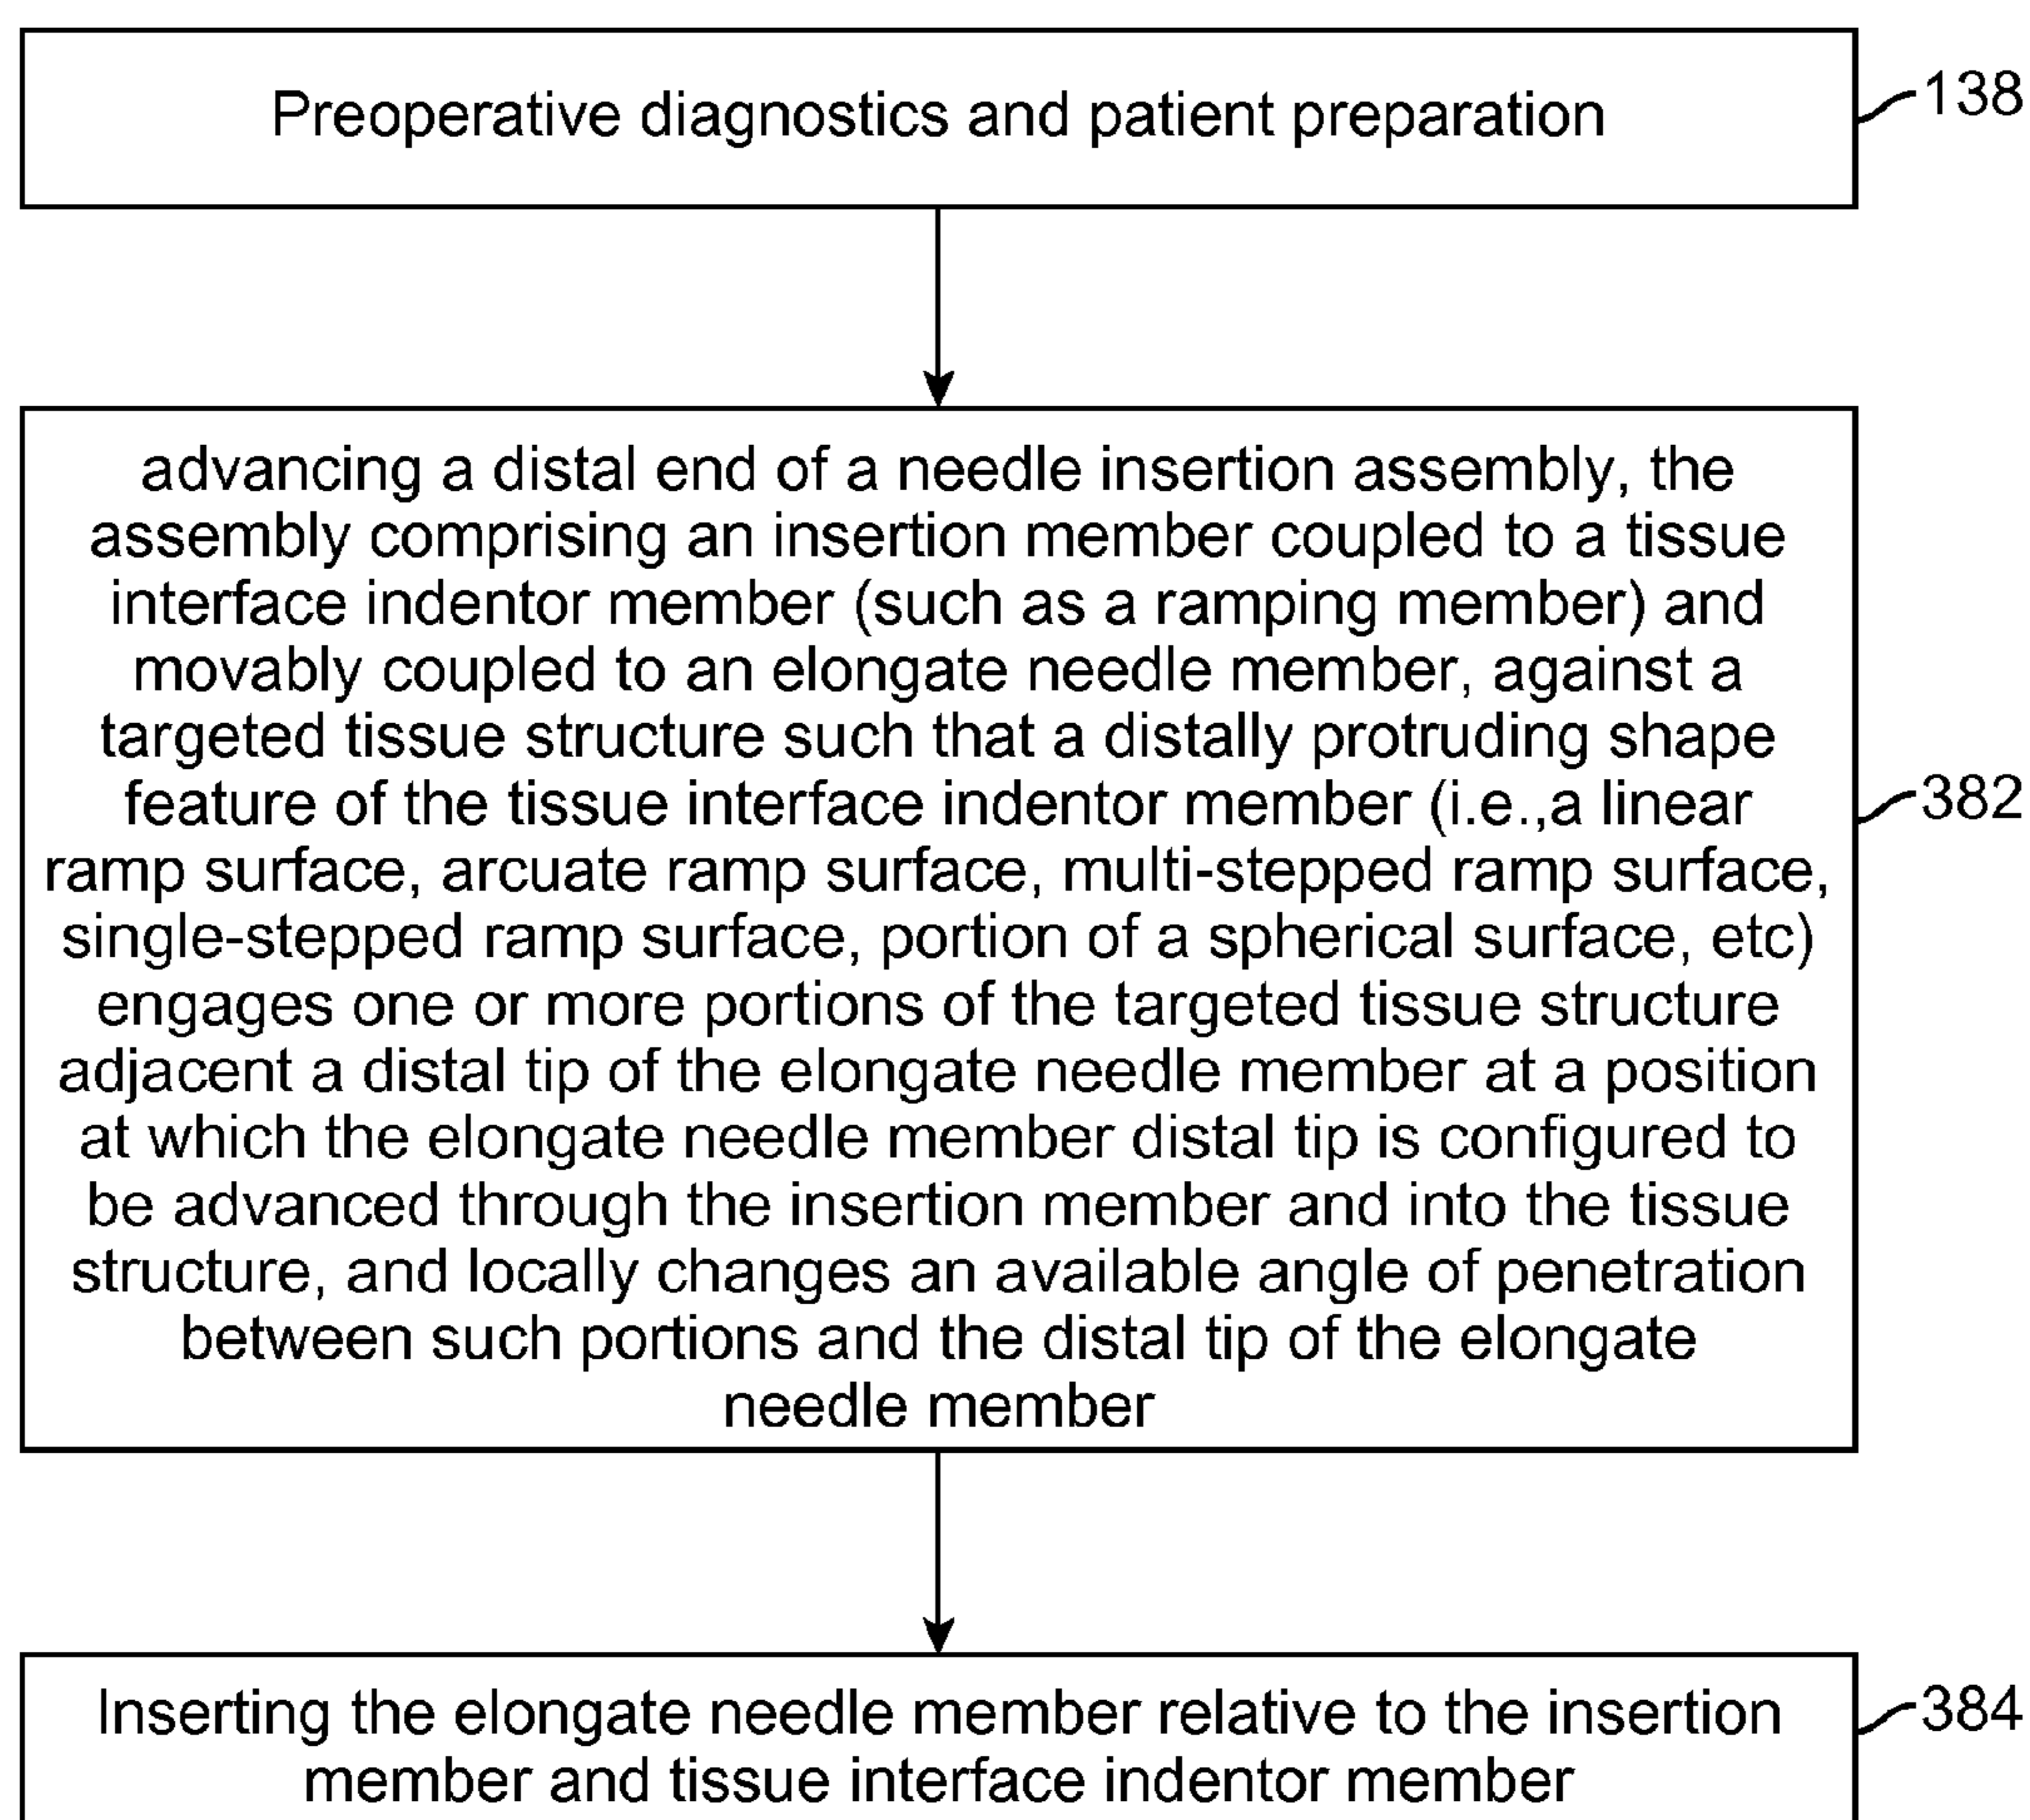 Preoperative diagnostics and patient preparation
138
advancing a distal end of a needle insertion assembly, the
assembly comprising an insertion member coupled to a tissue
interface indentor member (such as a ramping member) and
movably coupled to an elongate needle member, against a
targeted tissue structure such that a distally protruding shape
feature of the tissue interface indentor member (i.e.,a linear
ramp surface, arcuate ramp surface, multi-stepped ramp surface,
single-stepped ramp surface, portion of a spherical surface, etc)
engages one or more portions of the targeted tissue structure
adjacent a distal tip of the elongate needle member at a position
at which the elongate needle member distal tip is configured to
be advanced through the insertion member and into the tissue
structure, and locally changes an available angle of penetration
between such portions and the distal tip of the elongate
needle member
382
Inserting the elongate needle member relative to the insertion
member and tissue interface indentor member
384